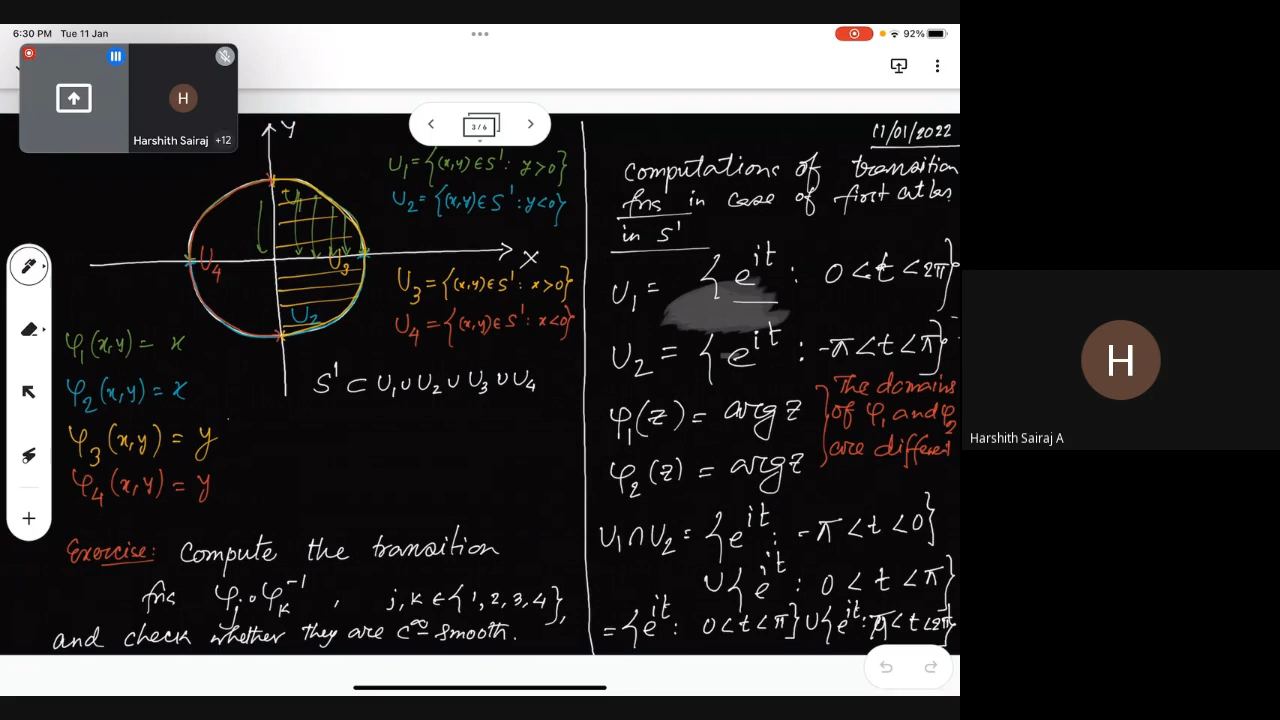 6:30 PM Tue 11 Jan
92%
H
Harshith Sairaj +12
3 / 6
Y
X
U₁
U₃
U₄
U₂
U₁ = {(x,y) ∈ S¹ : y>0}
U₂ = {(x,y) ∈ S¹ : y<0}
U₃ = {(x,y) ∈ S¹ : x>0}
U₄ = {(x,y) ∈ S¹ : x<0}
φ₁(x,y) = x
φ₂(x,y) = x
φ₃(x,y) = y
φ₄(x,y) = y
S¹ ⊂ U₁ ∪ U₂ ∪ U₃ ∪ U₄
Exercise: Compute the transition
fns φⱼ ∘ φₖ⁻¹, j, k ∈ {1, 2, 3, 4},
and check whether they are C^∞-smooth.
11/01/2022
computations of transition
fns in case of first atlas
in S¹
U₁ = {e^{it} : 0 < t < 2π}
U₂ = {e^{it} : -π < t < π}
φ₁(z) = arg z
φ₂(z) = arg z
The domains
of φ₁ and φ₂
are different
U₁ ∩ U₂ = {e^{it} : -π < t < 0}
∪ {e^{it} : 0 < t < π}
= {e^{it} : 0 < t < π} ∪ {e^{it} : π < t < 2π}
H
Harshith Sairaj A